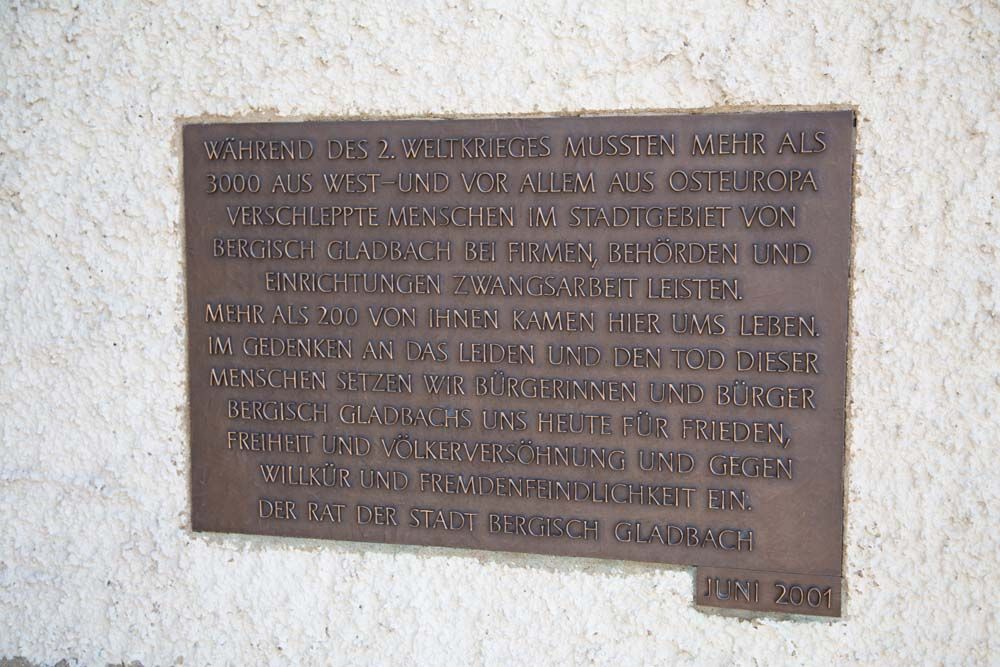 WÄHREND DES 2. WELTKRIEGES MUSSTEN MEHR ALS
3000 AUS WEST-UND VOR ALLEM AUS OSTEUROPA
VERSCHLEPPTE MENSCHEN IM STADTGEBIET VON
BERGISCH GLADBACH BEI FIRMEN, BEHÖRDEN UND
EINRICHTUNGEN ZWANGSARBEIT LEISTEN.
MEHR ALS 200 VON IHNEN KAMEN HIER UMS LEBEN.
IM GEDENKEN AN DAS LEIDEN UND DEN TOD DIESER
MENSCHEN SETZEN WIR BÜRGERINNEN UND BÜRGER
BERGISCH GLADBACHS UNS HEUTE FÜR FRIEDEN,
FREIHEIT UND VÖLKERVERSÖHNUNG UND GEGEN
WILLKÜR UND FREMDENFEINDLICHKEIT EIN.
DER RAT DER STADT BERGISCH GLADBACH
JUNI 2001